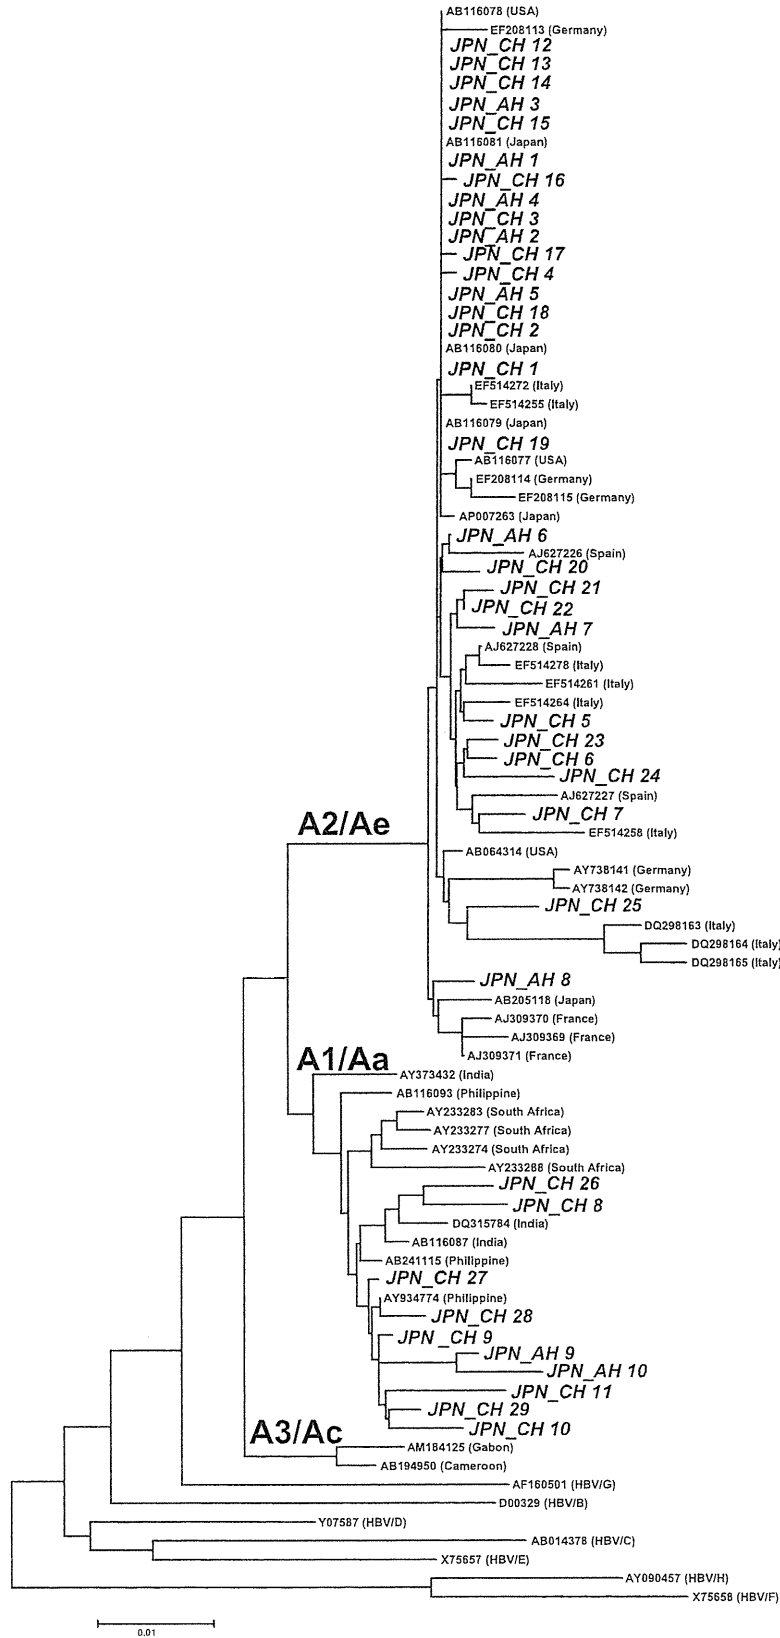 AB116078 (USA)
EF208113 (Germany)
JPN_CH 12
JPN_CH 13
JPN_CH 14
JPN_AH 3
JPN_CH 15
AB116081 (Japan)
JPN_AH 1
JPN_CH 16
JPN_AH 4
JPN_CH 3
JPN_AH 2
JPN_CH 17
JPN_CH 4
JPN_AH 5
JPN_CH 18
JPN_CH 2
AB116080 (Japan)
JPN_CH 1
EF514272 (Italy)
EF514255 (Italy)
AB116079 (Japan)
JPN_CH 19
AB116077 (USA)
EF208114 (Germany)
EF208115 (Germany)
AP007263 (Japan)
JPN_AH 6
AJ627226 (Spain)
JPN_CH 20
JPN_CH 21
JPN_CH 22
JPN_AH 7
AJ627228 (Spain)
EF514278 (Italy)
EF514261 (Italy)
EF514264 (Italy)
JPN_CH 5
JPN_CH 23
JPN_CH 6
JPN_CH 24
AJ627227 (Spain)
JPN_CH 7
A2/Ae
EF514258 (Italy)
AB064314 (USA)
AY738141 (Germany)
AY738142 (Germany)
JPN_CH 25
DQ298163 (Italy)
DQ298164 (Italy)
DQ298165 (Italy)
JPN_AH 8
AB205118 (Japan)
AJ309370 (France)
AJ309369 (France)
AJ309371 (France)
A1/Aa
AY373432 (India)
AB116093 (Philippine)
AY233283 (South Africa)
AY233277 (South Africa)
AY233274 (South Africa)
AY233288 (South Africa)
JPN_CH 26
JPN_CH 8
DQ315784 (India)
AB116087 (India)
AB241115 (Philippine)
JPN_CH 27
AY934774 (Philippine)
JPN_CH 28
JPN_CH 9
JPN_AH 9
JPN_AH 10
JPN_CH 11
JPN_CH 29
JPN_CH 10
A3/Ac
AM184125 (Gabon)
AB194950 (Cameroon)
AF160501 (HBV/G)
D00329 (HBV/B)
Y07587 (HBV/D)
AB014378 (HBV/C)
X75657 (HBV/E)
AY090457 (HBV/H)
X75658 (HBV/F)
0.01